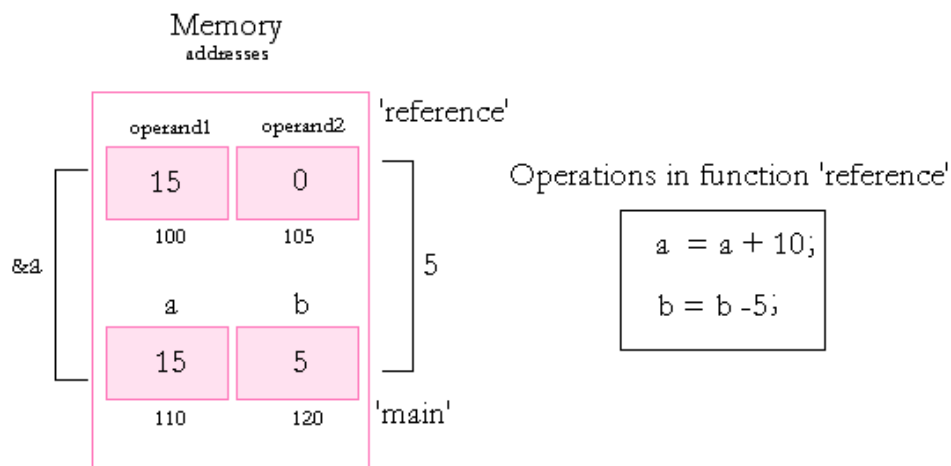 Memory
addresses
'reference'
operand1 operand2
15 0
100 105
&a
5
a b
15 5
110 120
'main'
Operations in function 'reference'
a = a + 10;
b = b -5;